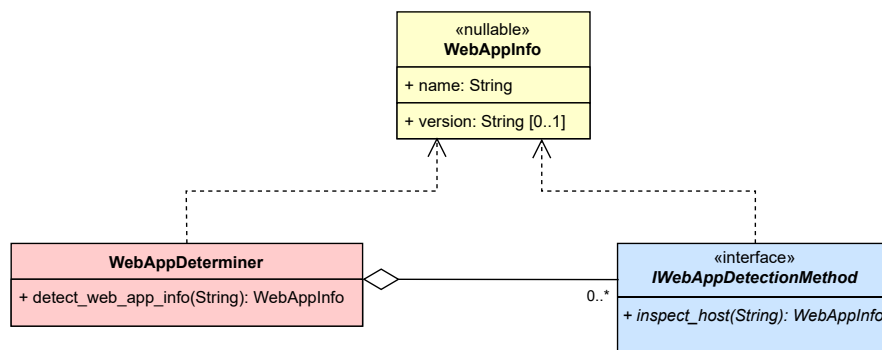 «nullable»
WebAppInfo
+ name: String
+ version: String [0..1]
WebAppDeterminer
+ detect_web_app_info(String): WebAppInfo
0..*
«interface»
IWebAppDetectionMethod
+ inspect_host(String): WebAppInfo